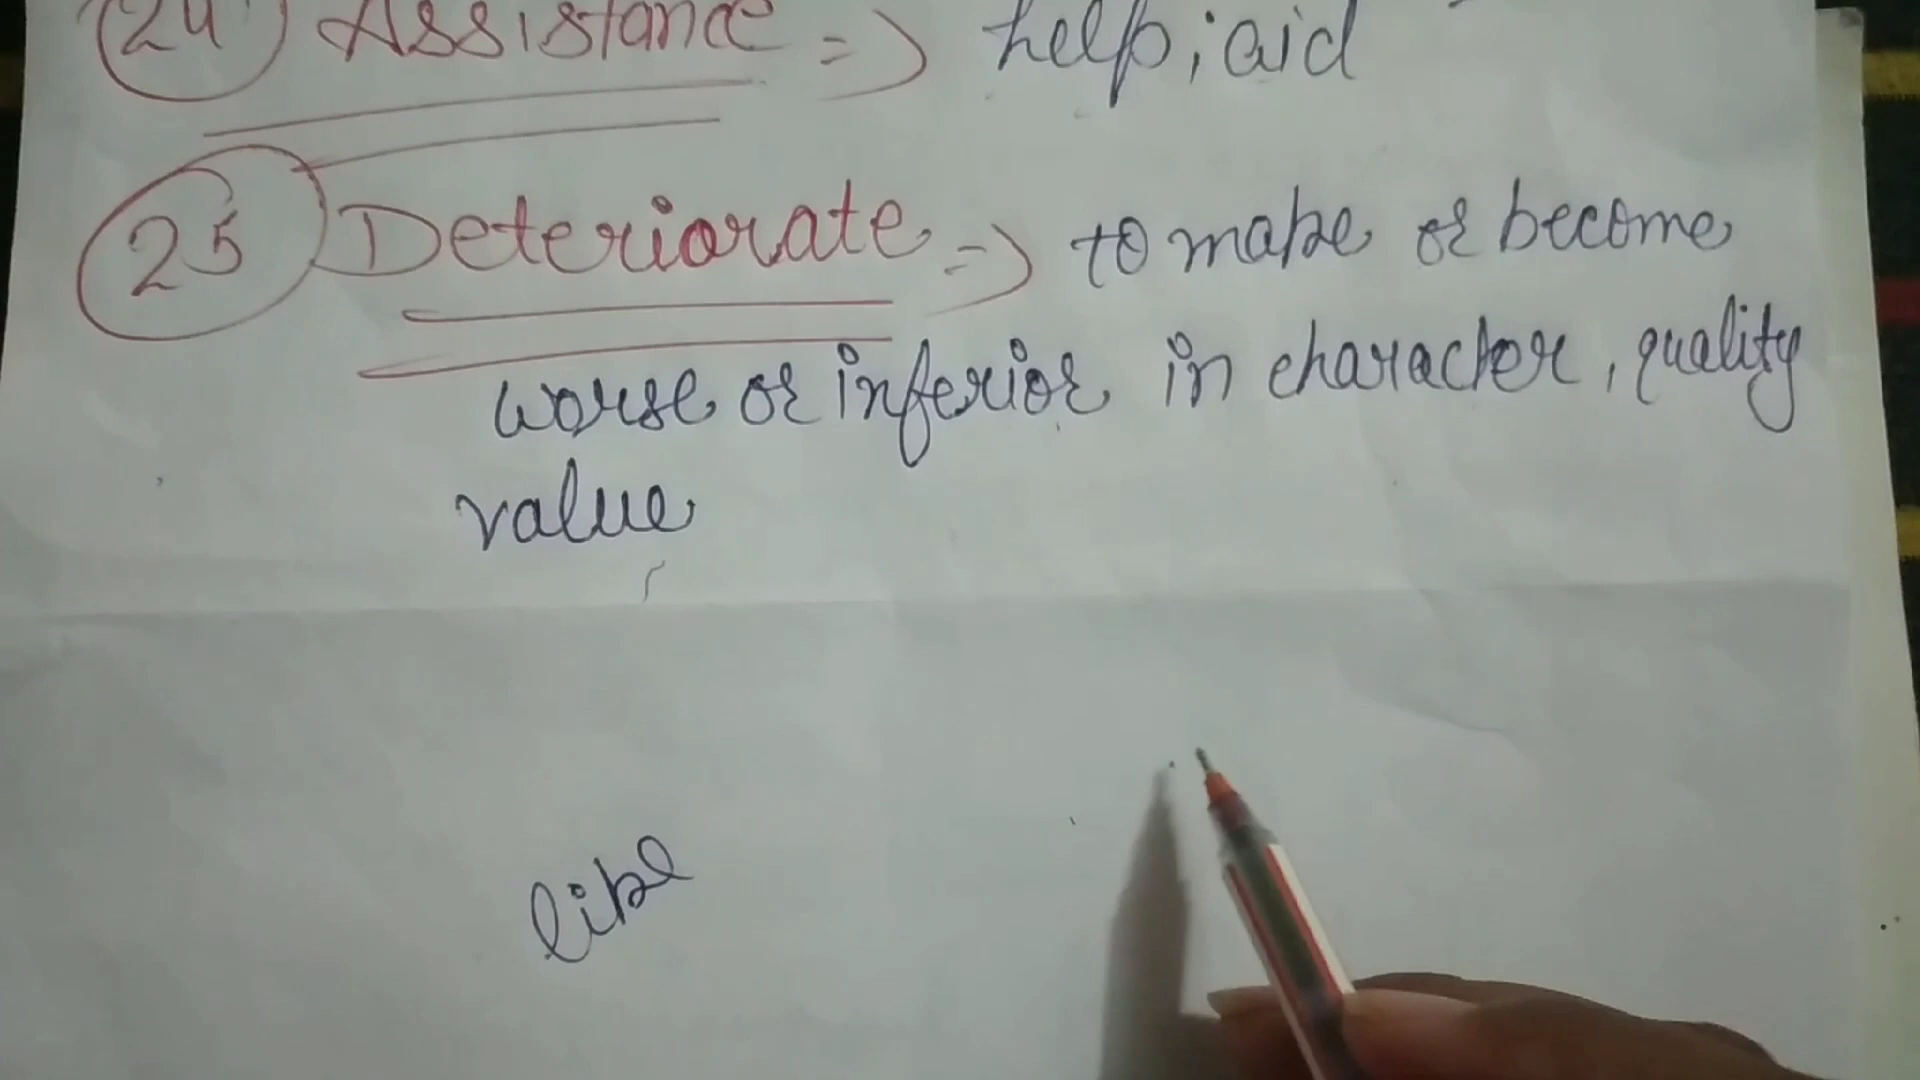 24 Assistance => help, aid
25 Deteriorate => to make or become
worse or inferior in character, quality
value
like